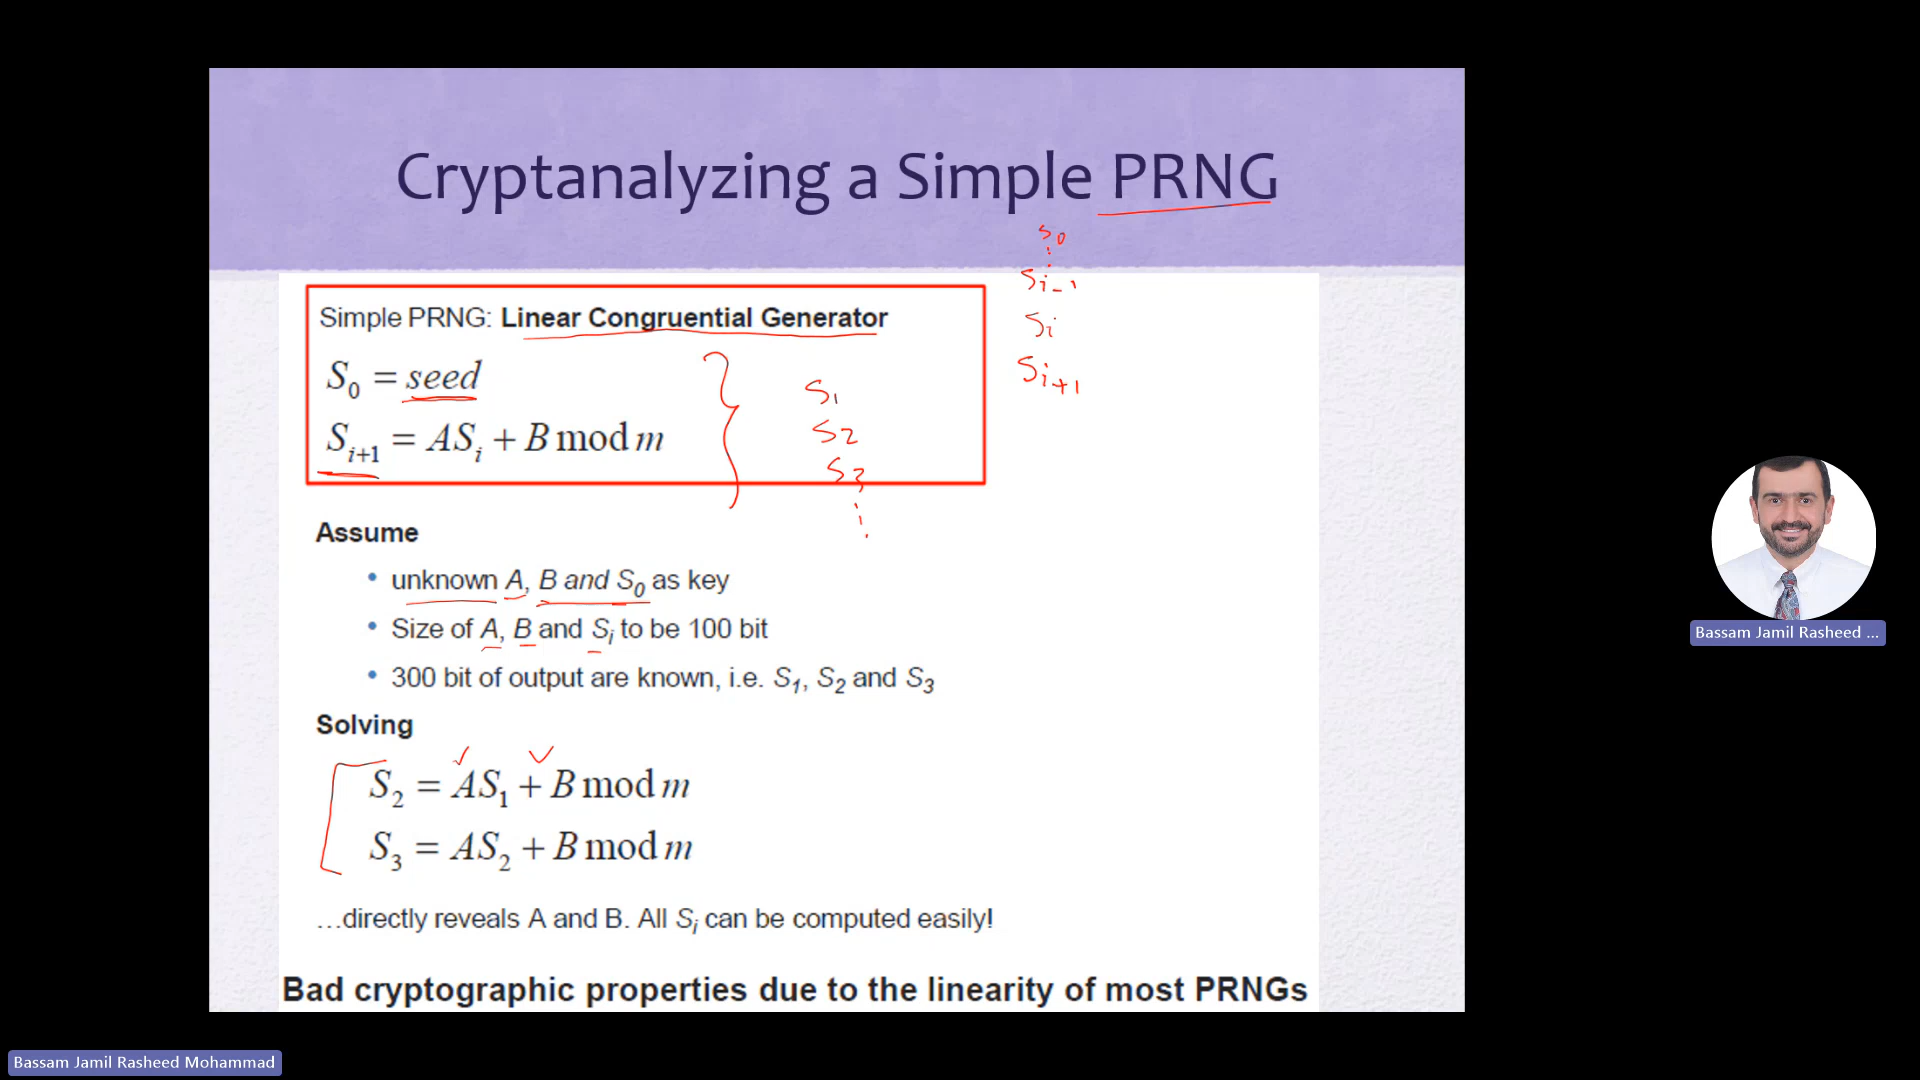 Cryptanalyzing a Simple PRNG
S0
⋮
Si-1
Si
Si+1
Simple PRNG: Linear Congruential Generator
S0 = seed
Si+1 = ASi + B mod m
S1
S2
S3
⋮
Assume
• unknown A, B and S0 as key
• Size of A, B and Si to be 100 bit
• 300 bit of output are known, i.e. S1, S2 and S3
Solving
S2 = AS1 + B mod m
S3 = AS2 + B mod m
…directly reveals A and B. All Si can be computed easily!
Bad cryptographic properties due to the linearity of most PRNGs
Bassam Jamil Rasheed ...
Bassam Jamil Rasheed Mohammad